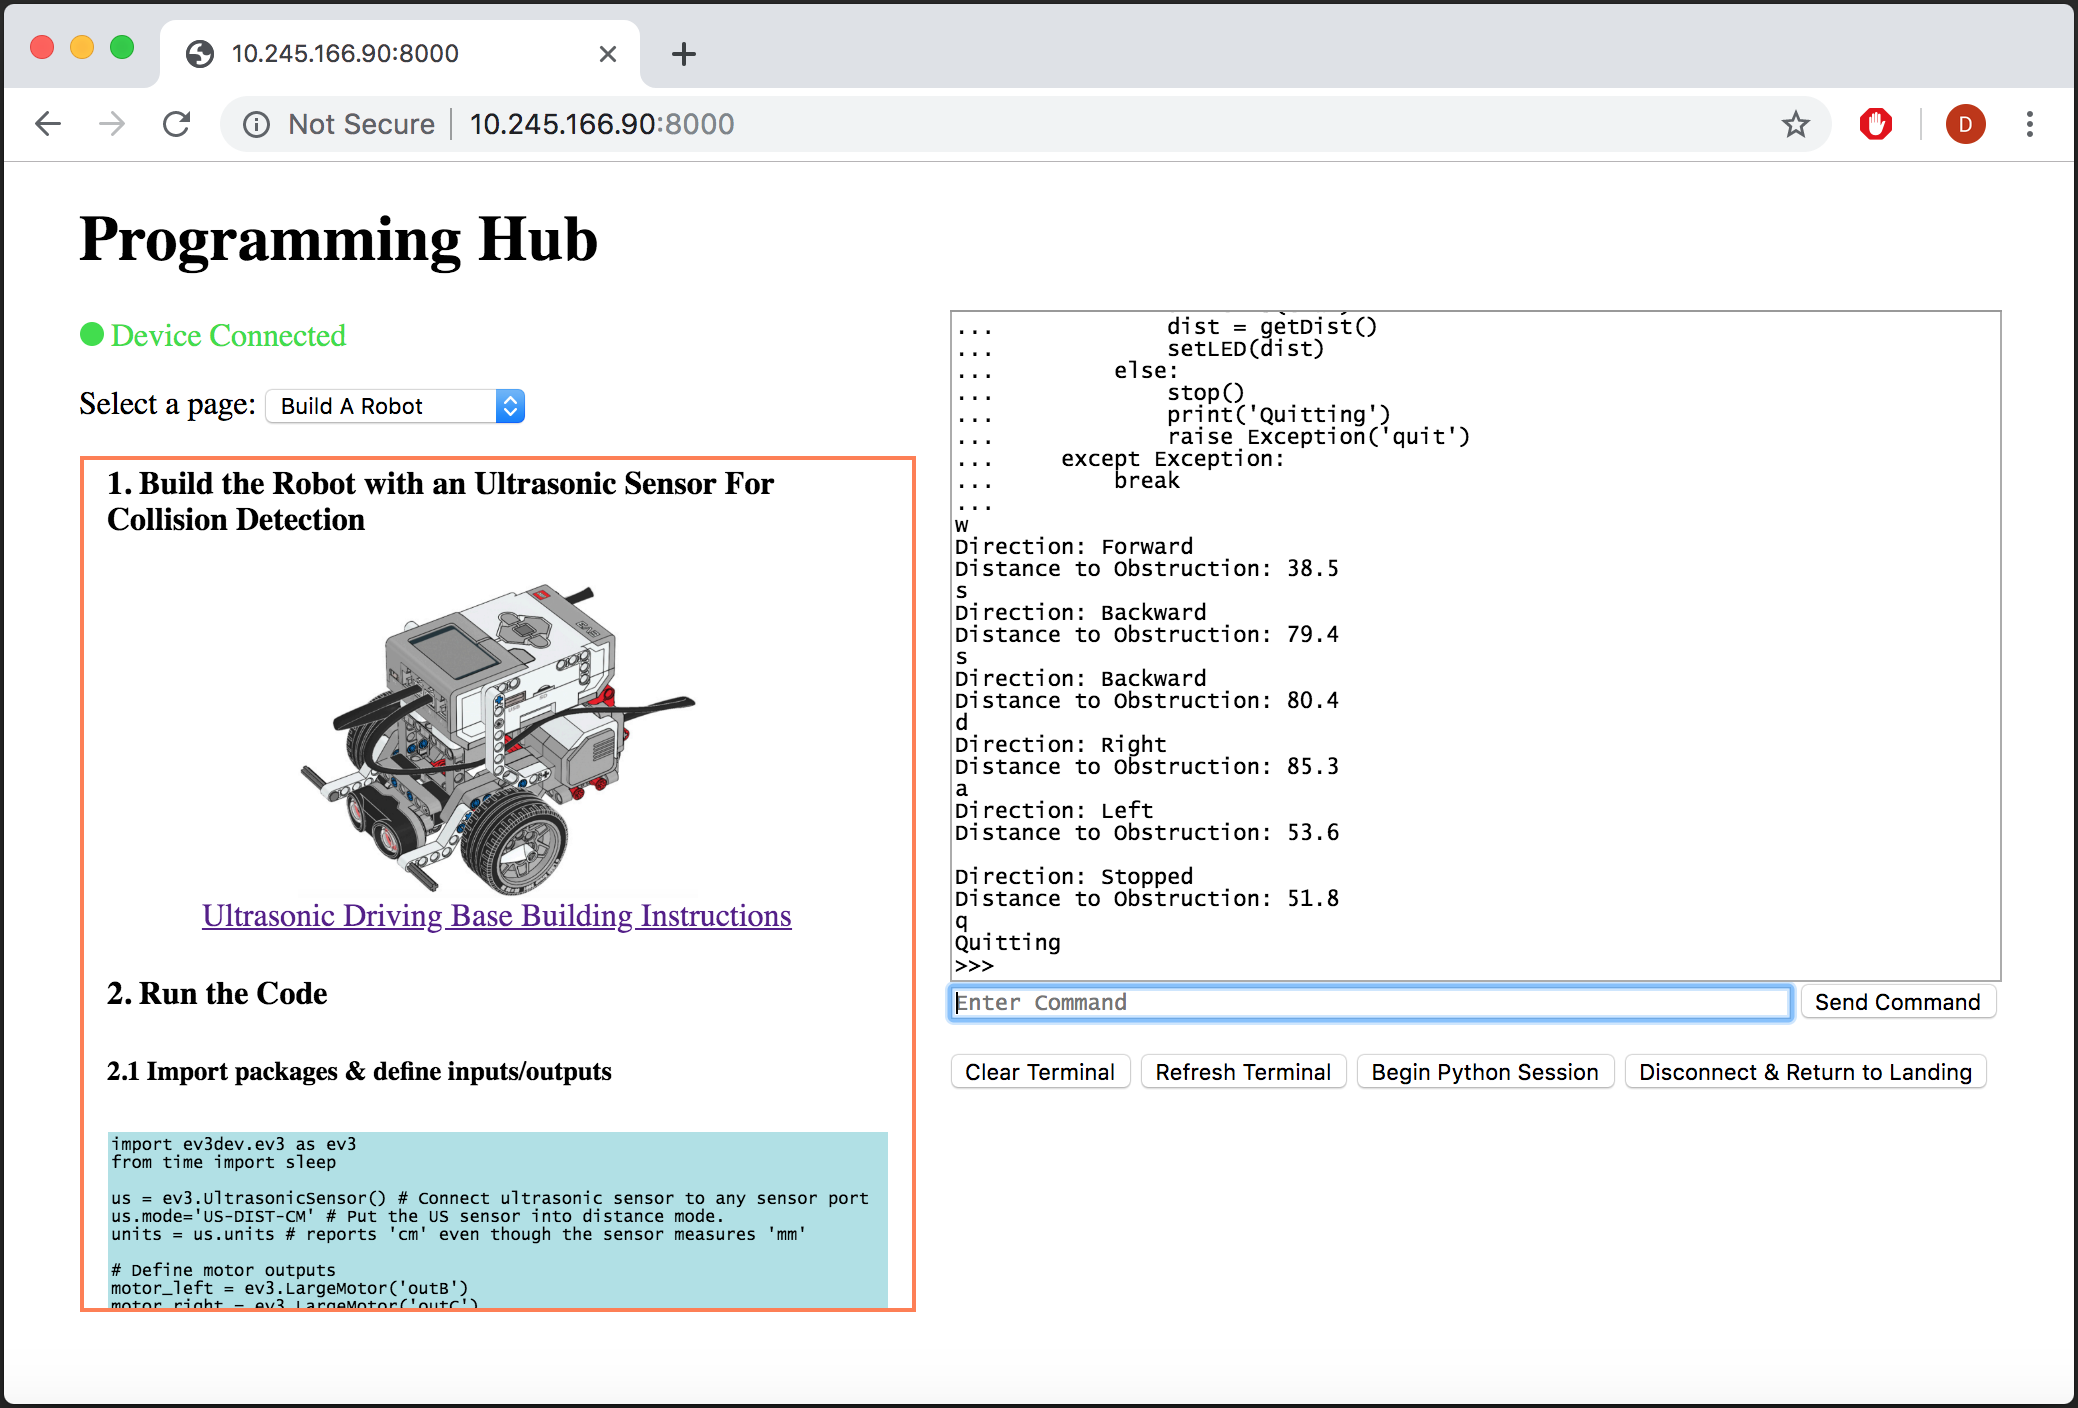 10.245.166.90:8000
Not Secure
10.245.166.90:8000
D
Programming Hub
Device Connected
Select a page: Build A Robot
1. Build the Robot with an Ultrasonic Sensor For
Collision Detection
EV3
Ultrasonic Driving Base Building Instructions
2. Run the Code
2.1 Import packages & define inputs/outputs
import ev3dev.ev3 as ev3
from time import sleep
us = ev3.UltrasonicSensor() # Connect ultrasonic sensor to any sensor port
us.mode='US-DIST-CM' # Put the US sensor into distance mode.
units = us.units # reports 'cm' even though the sensor measures 'mm'
# Define motor outputs
motor_left = ev3.LargeMotor('outB')
motor_right = ev3.LargeMotor('outC')
... dist = getDist()
... setLED(dist)
... else:
... stop()
... print('Quitting')
... raise Exception('quit')
... except Exception:
... break
...
w
Direction: Forward
Distance to Obstruction: 38.5
s
Direction: Backward
Distance to Obstruction: 79.4
s
Direction: Backward
Distance to Obstruction: 80.4
d
Direction: Right
Distance to Obstruction: 85.3
a
Direction: Left
Distance to Obstruction: 53.6
Direction: Stopped
Distance to Obstruction: 51.8
q
Quitting
>>>
Enter Command
Send Command
Clear Terminal
Refresh Terminal
Begin Python Session
Disconnect & Return to Landing